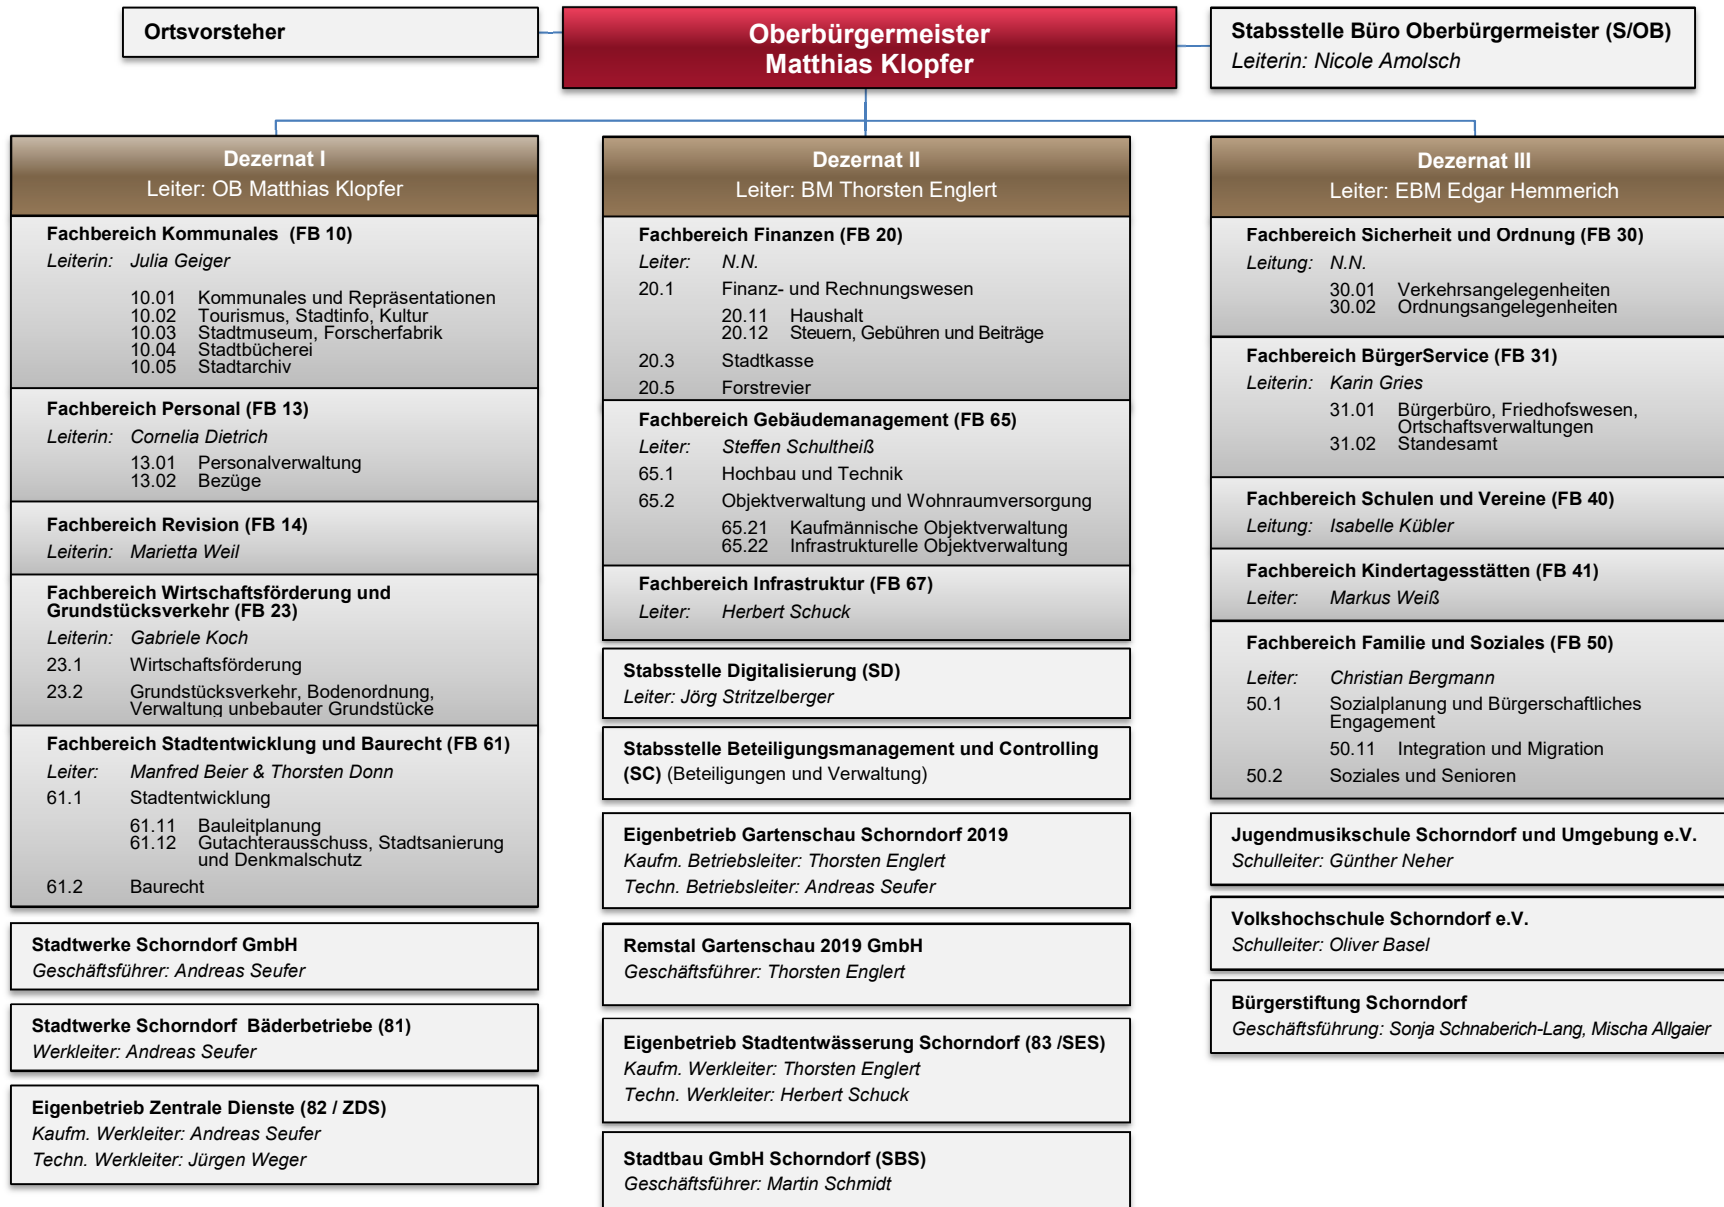 Ortsvorsteher
Oberbürgermeister
Matthias Klopfer
Stabsstelle Büro Oberbürgermeister (S/OB)
Leiterin: Nicole Amolsch
Dezernat I
Leiter: OB Matthias Klopfer
Fachbereich Kommunales (FB 10)
Leiterin: Julia Geiger
10.01 Kommunales und Repräsentationen
10.02 Tourismus, Stadtinfo, Kultur
10.03 Stadtmuseum, Forscherfabrik
10.04 Stadtbücherei
10.05 Stadtarchiv
Fachbereich Personal (FB 13)
Leiterin: Cornelia Dietrich
13.01 Personalverwaltung
13.02 Bezüge
Fachbereich Revision (FB 14)
Leiterin: Marietta Weil
Fachbereich Wirtschaftsförderung und
Grundstücksverkehr (FB 23)
Leiterin: Gabriele Koch
23.1 Wirtschaftsförderung
23.2 Grundstücksverkehr, Bodenordnung,
Verwaltung unbebauter Grundstücke
Fachbereich Stadtentwicklung und Baurecht (FB 61)
Leiter: Manfred Beier & Thorsten Donn
61.1 Stadtentwicklung
61.11 Bauleitplanung
61.12 Gutachterausschuss, Stadtsanierung
und Denkmalschutz
61.2 Baurecht
Stadtwerke Schorndorf GmbH
Geschäftsführer: Andreas Seufer
Stadtwerke Schorndorf Bäderbetriebe (81)
Werkleiter: Andreas Seufer
Eigenbetrieb Zentrale Dienste (82 / ZDS)
Kaufm. Werkleiter: Andreas Seufer
Techn. Werkleiter: Jürgen Weger
Dezernat II
Leiter: BM Thorsten Englert
Fachbereich Finanzen (FB 20)
Leiter: N.N.
20.1 Finanz- und Rechnungswesen
20.11 Haushalt
20.12 Steuern, Gebühren und Beiträge
20.3 Stadtkasse
20.5 Forstrevier
Fachbereich Gebäudemanagement (FB 65)
Leiter: Steffen Schultheiß
65.1 Hochbau und Technik
65.2 Objektverwaltung und Wohnraumversorgung
65.21 Kaufmännische Objektverwaltung
65.22 Infrastrukturelle Objektverwaltung
Fachbereich Infrastruktur (FB 67)
Leiter: Herbert Schuck
Stabsstelle Digitalisierung (SD)
Leiter: Jörg Stritzelberger
Stabsstelle Beteiligungsmanagement und Controlling
(SC) (Beteiligungen und Verwaltung)
Eigenbetrieb Gartenschau Schorndorf 2019
Kaufm. Betriebsleiter: Thorsten Englert
Techn. Betriebsleiter: Andreas Seufer
Remstal Gartenschau 2019 GmbH
Geschäftsführer: Thorsten Englert
Eigenbetrieb Stadtentwässerung Schorndorf (83 /SES)
Kaufm. Werkleiter: Thorsten Englert
Techn. Werkleiter: Herbert Schuck
Stadtbau GmbH Schorndorf (SBS)
Geschäftsführer: Martin Schmidt
Dezernat III
Leiter: EBM Edgar Hemmerich
Fachbereich Sicherheit und Ordnung (FB 30)
Leitung: N.N.
30.01 Verkehrsangelegenheiten
30.02 Ordnungsangelegenheiten
Fachbereich BürgerService (FB 31)
Leiterin: Karin Gries
31.01 Bürgerbüro, Friedhofswesen,
Ortschaftsverwaltungen
31.02 Standesamt
Fachbereich Schulen und Vereine (FB 40)
Leitung: Isabelle Kübler
Fachbereich Kindertagesstätten (FB 41)
Leiter: Markus Weiß
Fachbereich Familie und Soziales (FB 50)
Leiter: Christian Bergmann
50.1 Sozialplanung und Bürgerschaftliches
Engagement
50.11 Integration und Migration
50.2 Soziales und Senioren
Jugendmusikschule Schorndorf und Umgebung e.V.
Schulleiter: Günther Neher
Volkshochschule Schorndorf e.V.
Schulleiter: Oliver Basel
Bürgerstiftung Schorndorf
Geschäftsführung: Sonja Schnaberich-Lang, Mischa Allgaier